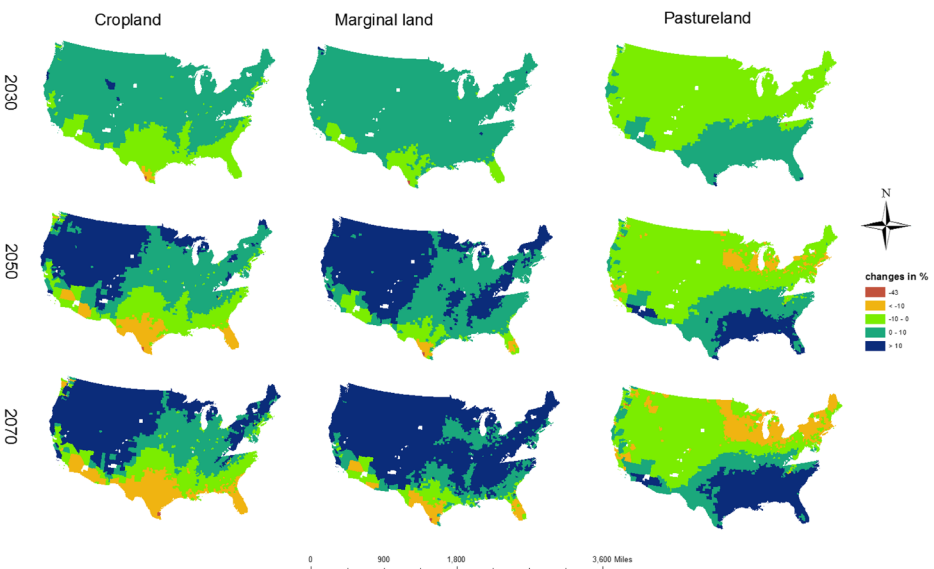 Cropland
Marginal land
Pastureland
2030
2050
2070
N
changes in %
-43
< -10
-10 - 0
0 - 10
> 10
0 900 1,800 3,600 Miles